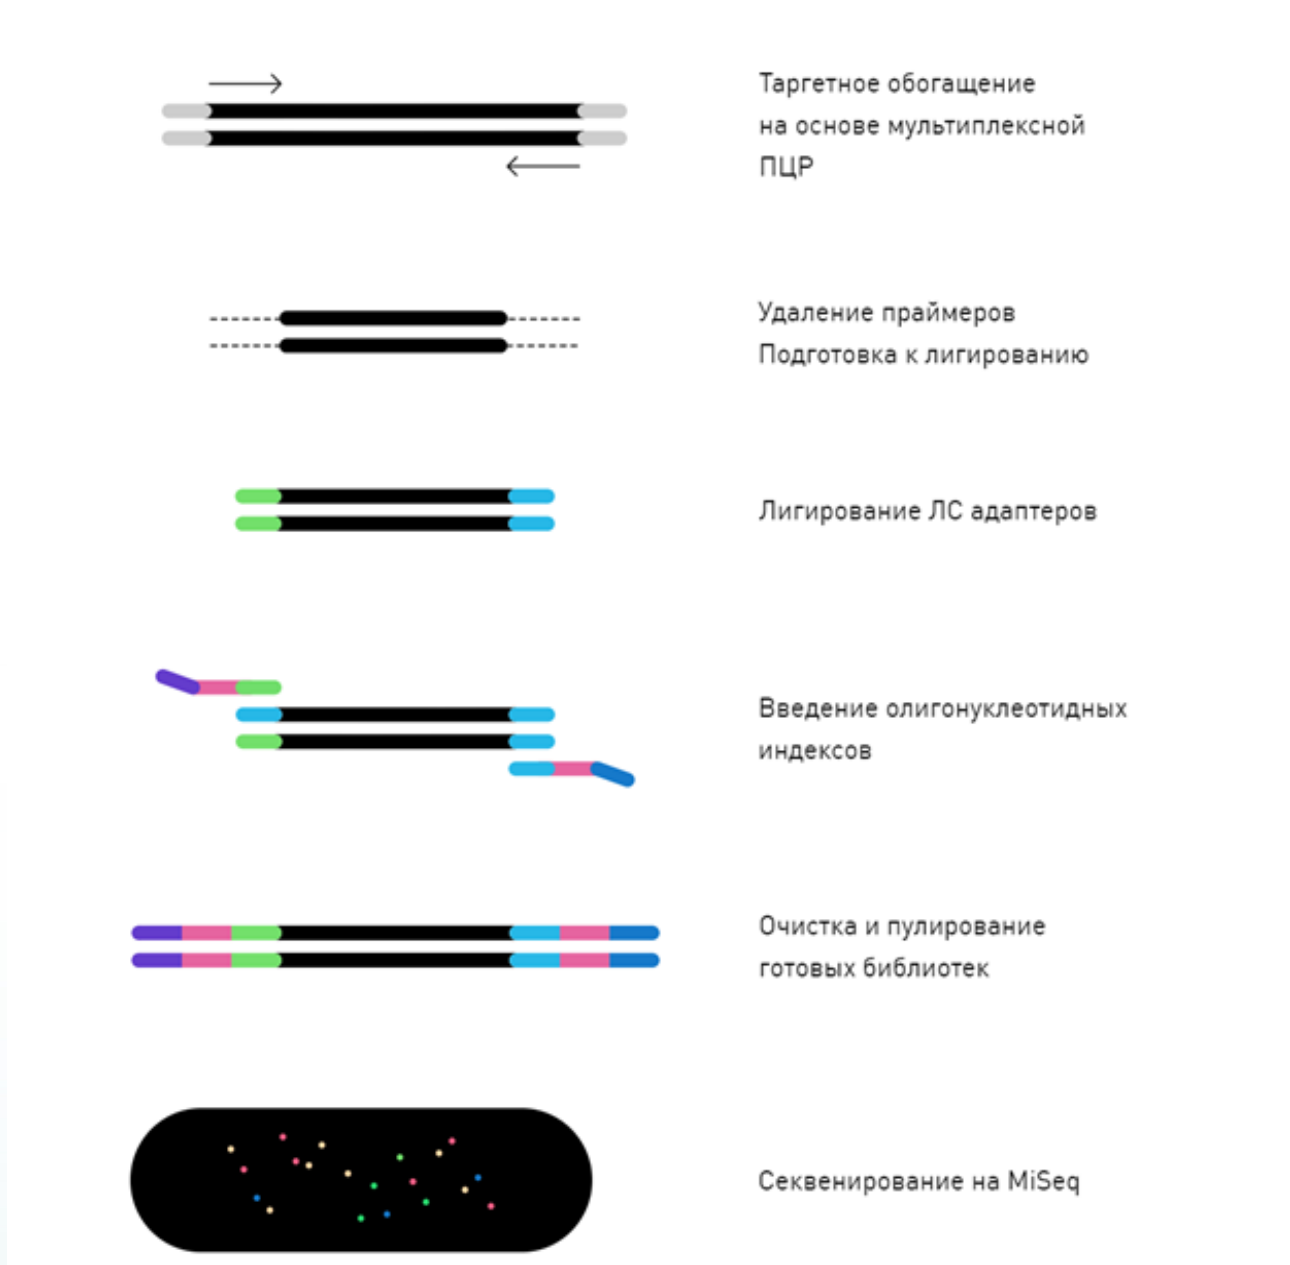 Таргетное обогащение
на основе мультиплексной
ПЦР
Удаление праймеров
Подготовка к лигированию
Лигирование ЛС адаптеров
Введение олигонуклеотидных
индексов
Очистка и пулирование
готовых библиотек
Секвенирование на MiSeq